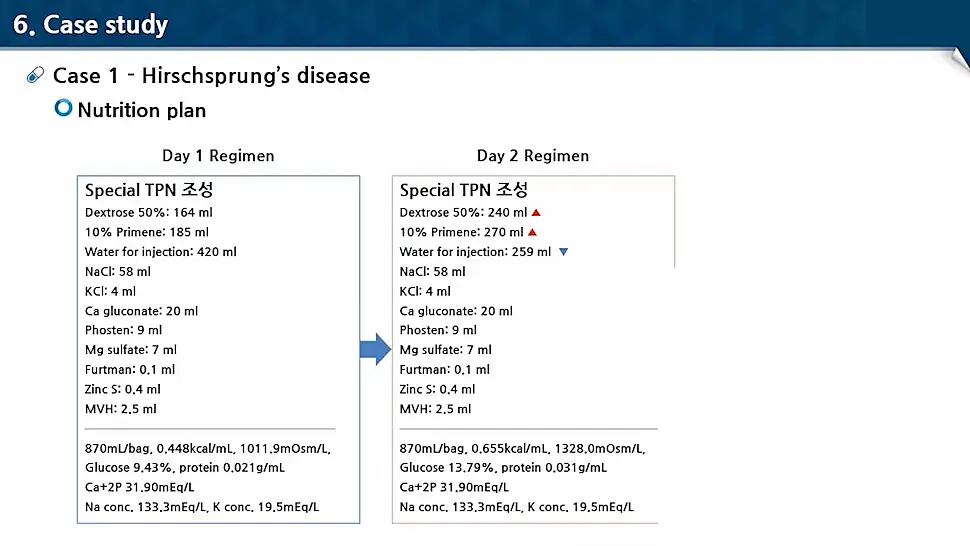 6. Case study
Case 1 - Hirschsprung's disease
Nutrition plan
Day 1 Regimen
Special TPN 조성
Dextrose 50%: 164 ml
10% Primene: 185 ml
Water for injection: 420 ml
NaCl: 58 ml
KCl: 4 ml
Ca gluconate: 20 ml
Phosten: 9 ml
Mg sulfate: 7 ml
Furtman: 0.1 ml
Zinc S: 0.4 ml
MVH: 2.5 ml
870mL/bag, 0.448kcal/mL, 1011.9mOsm/L,
Glucose 9.43%, protein 0.021g/mL
Ca+2P 31.90mEq/L
Na conc. 133.3mEq/L, K conc. 19.5mEq/L
Day 2 Regimen
Special TPN 조성
Dextrose 50%: 240 ml ▲
10% Primene: 270 ml ▲
Water for injection: 259 ml ▼
NaCl: 58 ml
KCl: 4 ml
Ca gluconate: 20 ml
Phosten: 9 ml
Mg sulfate: 7 ml
Furtman: 0.1 ml
Zinc S: 0.4 ml
MVH: 2.5 ml
870mL/bag, 0.655kcal/mL, 1328.0mOsm/L,
Glucose 13.79%, protein 0.031g/mL
Ca+2P 31.90mEq/L
Na conc. 133.3mEq/L, K conc. 19.5mEq/L